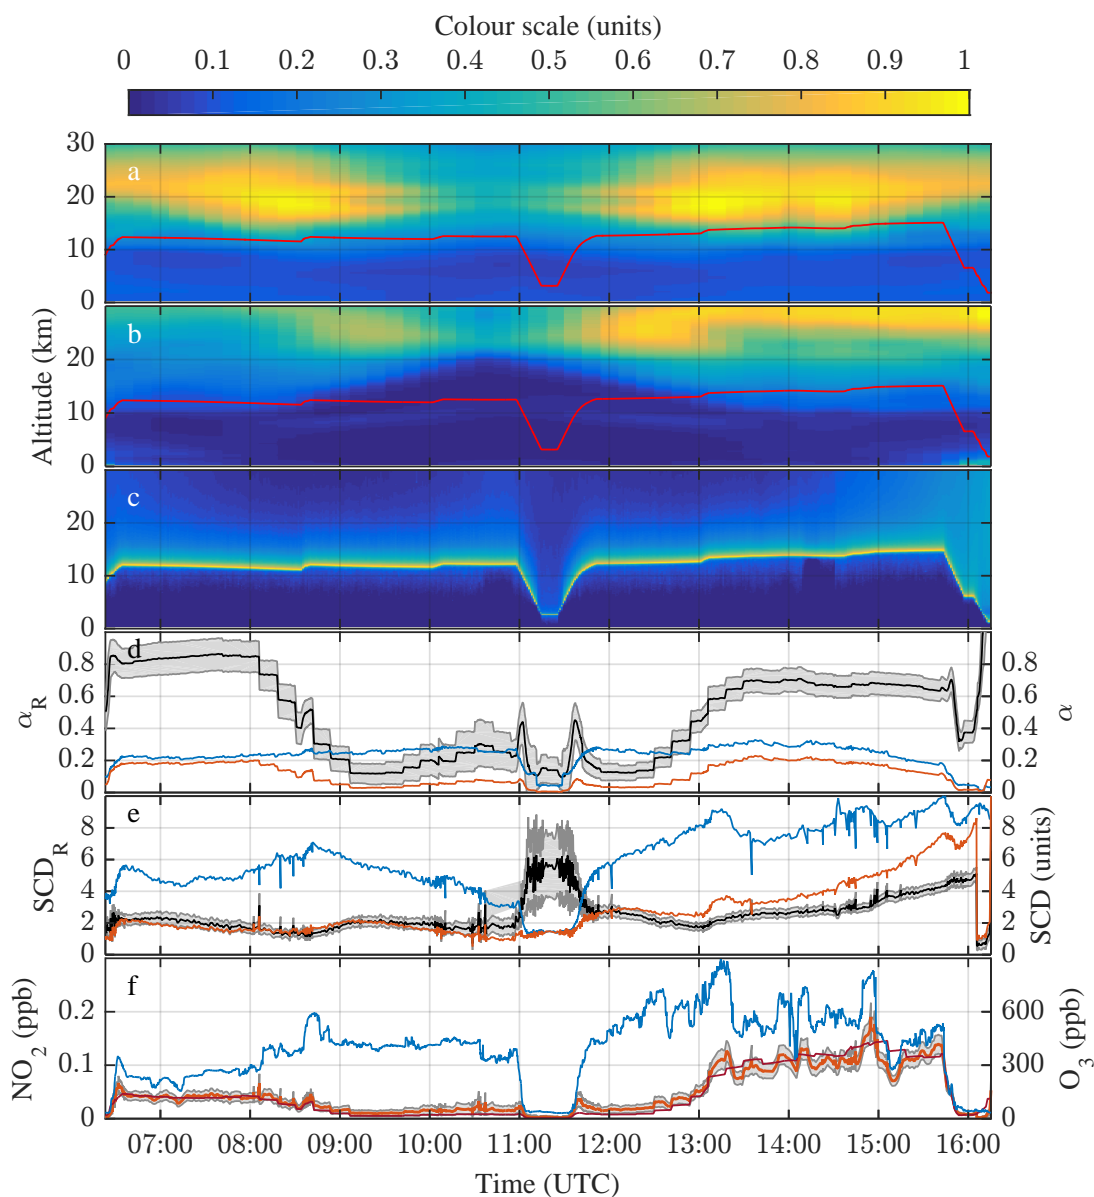 Colour scale (units)
0 0.1 0.2 0.3 0.4 0.5 0.6 0.7 0.8 0.9 1
a
30
20
10
0
b
20
10
0
Altitude (km)
c
20
10
0
d
0.8
0.6
0.4
0.2
0
α_R
0.8
0.6
0.4
0.2
0
α
e
8
6
4
2
0
SCD_R
8
6
4
2
0
SCD (units)
f
0.2
0.1
0
NO_2 (ppb)
600
300
0
O_3 (ppb)
07:00 08:00 09:00 10:00 11:00 12:00 13:00 14:00 15:00 16:00
Time (UTC)